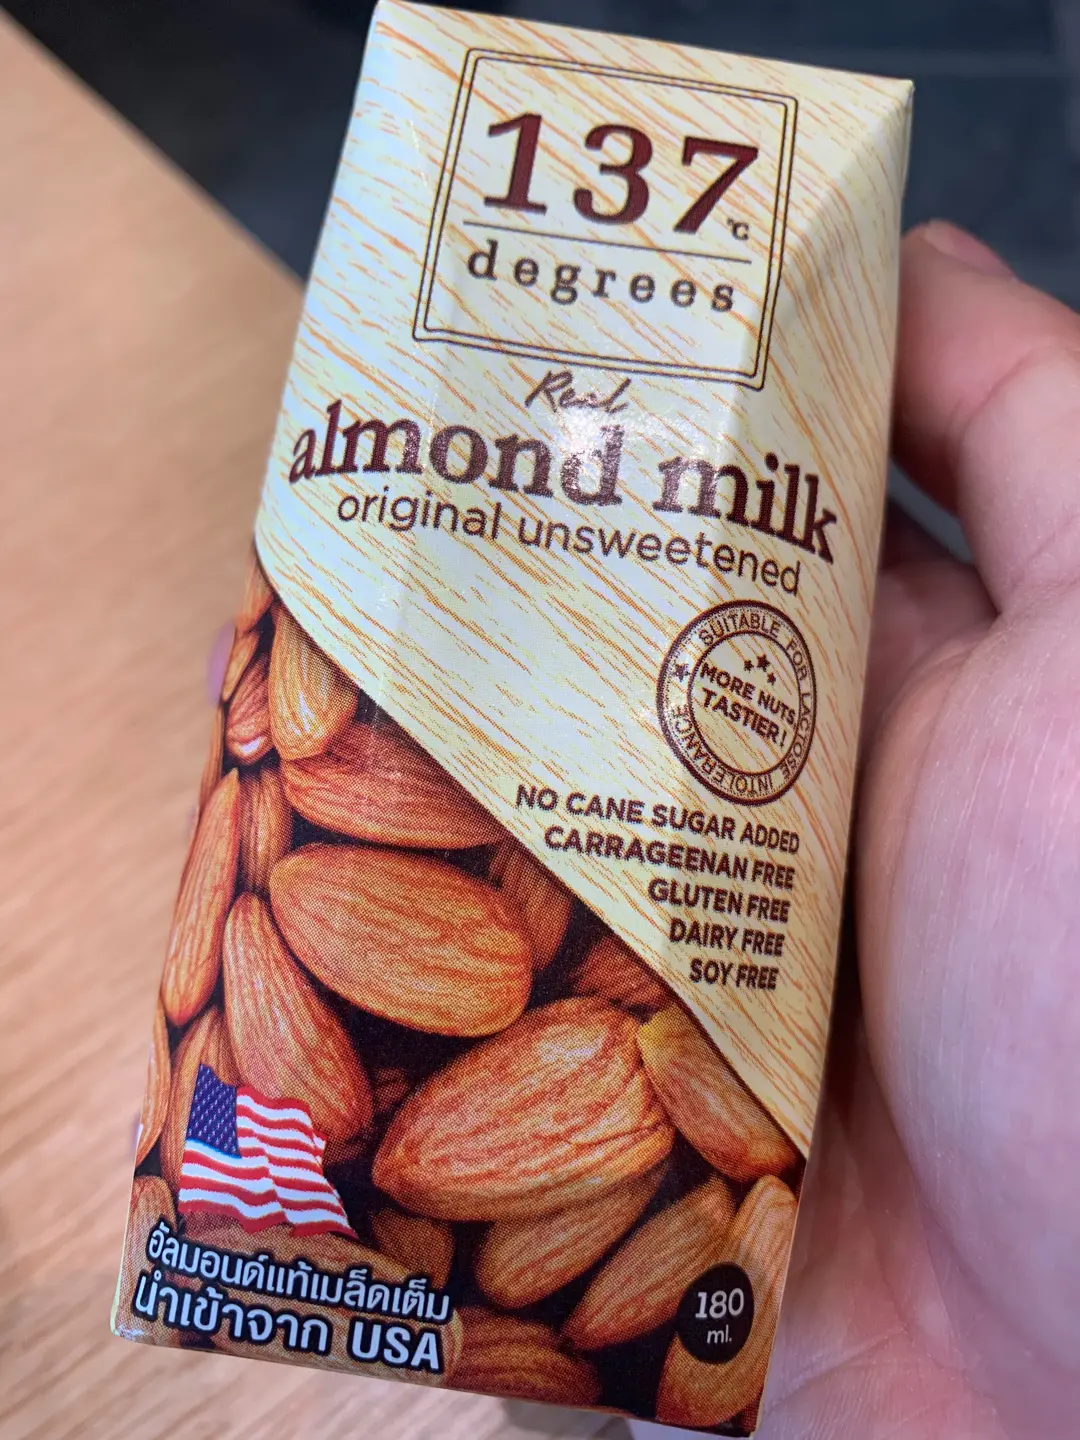 137
°C
degrees
Real
almond milk
original unsweetened
SUITABLE FOR LACTOSE INTOLERANCE
MORE NUTS,
TASTIER!
NO CANE SUGAR ADDED
CARRAGEENAN FREE
GLUTEN FREE
DAIRY FREE
SOY FREE
อัลมอนด์แท้เมล็ดเต็ม
นำเข้าจาก USA
180
ml.